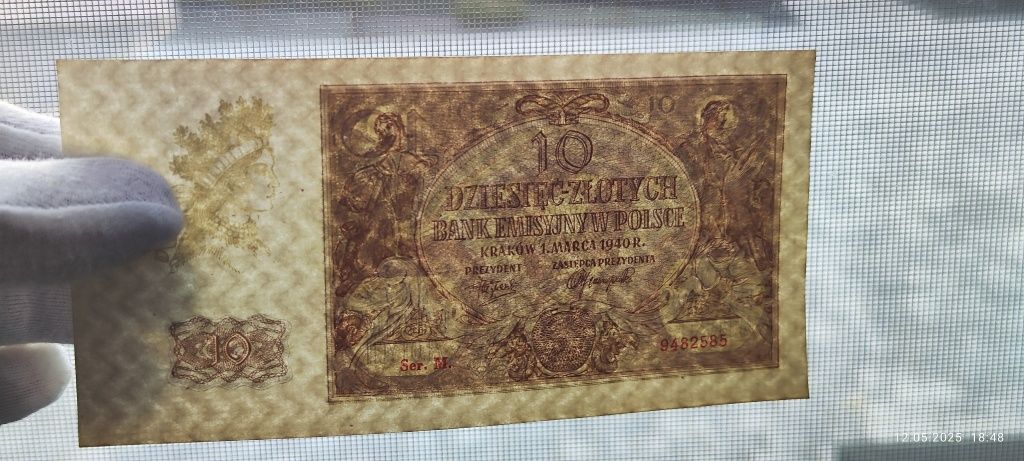 10
10
DZIESIĘĆ·ZŁOTYCH
BANK EMISYJNY W POLSCE
KRAKÓW 1. MARCA 1940 R.
PREZYDENT
ZASTĘPCA PREZYDENTA
10
Ser. M.
9482585
12.05.2025 18:48